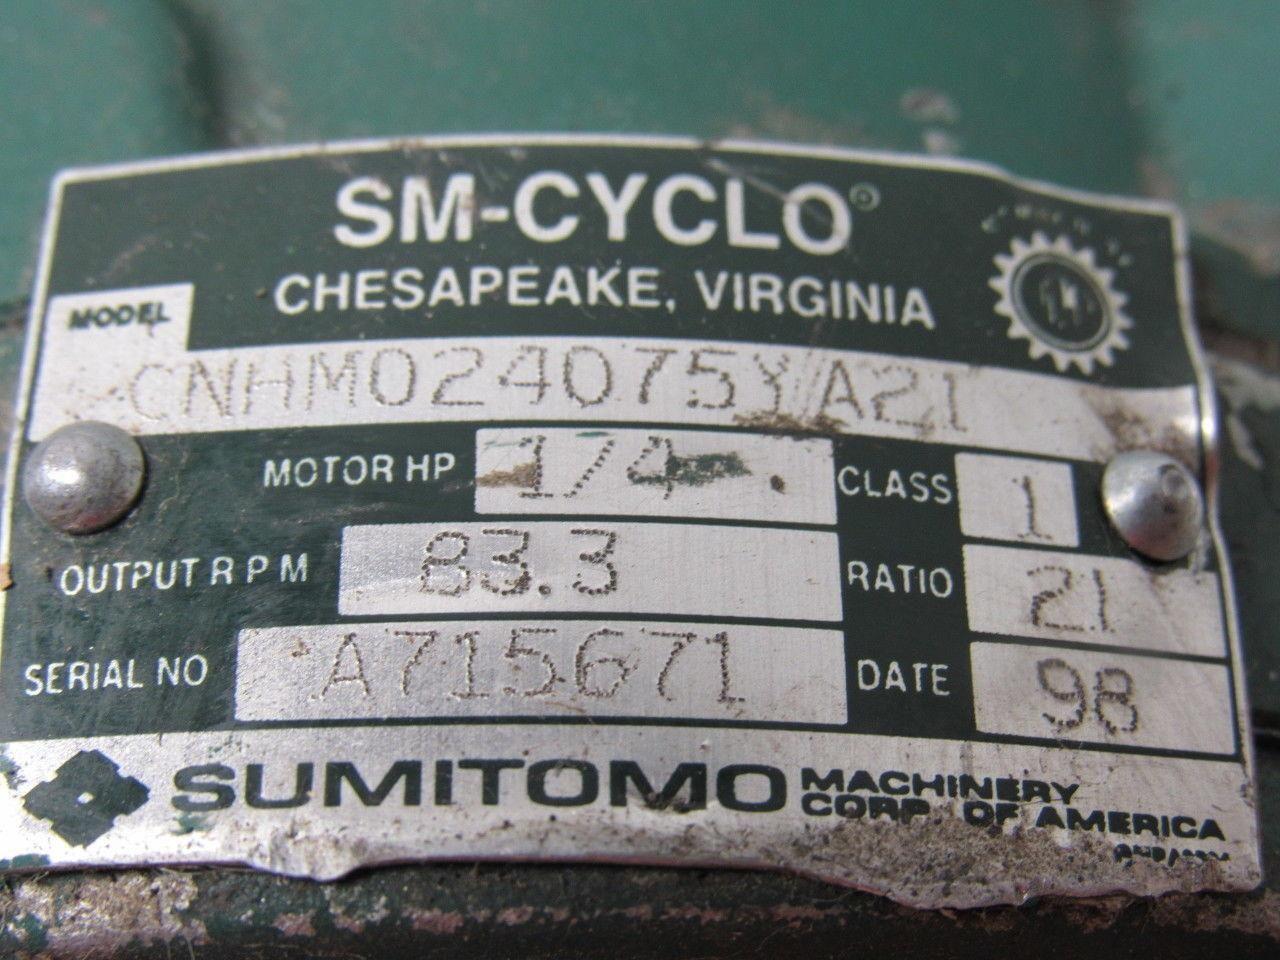 SM-CYCLO®
CHESAPEAKE, VIRGINIA
MODEL
CNHM024075YA21
MOTOR HP 1/4
CLASS 1
OUTPUT RPM 83.3
RATIO 21
SERIAL NO A715671
DATE 98
SUMITOMO MACHINERY
CORP. OF AMERICA